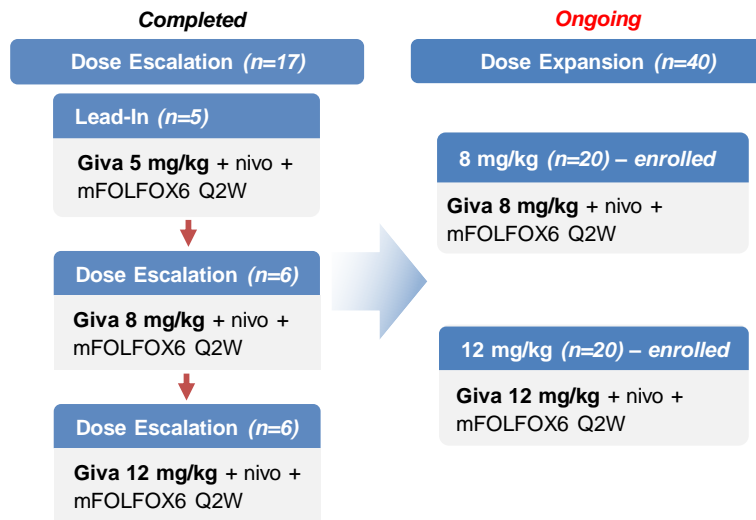 Completed
Dose Escalation (n=17)
Lead-In (n=5)
Giva 5 mg/kg + nivo +
mFOLFOX6 Q2W
Dose Escalation (n=6)
Giva 8 mg/kg + nivo +
mFOLFOX6 Q2W
Dose Escalation (n=6)
Giva 12 mg/kg + nivo +
mFOLFOX6 Q2W
Ongoing
Dose Expansion (n=40)
8 mg/kg (n=20) – enrolled
Giva 8 mg/kg + nivo +
mFOLFOX6 Q2W
12 mg/kg (n=20) – enrolled
Giva 12 mg/kg + nivo +
mFOLFOX6 Q2W